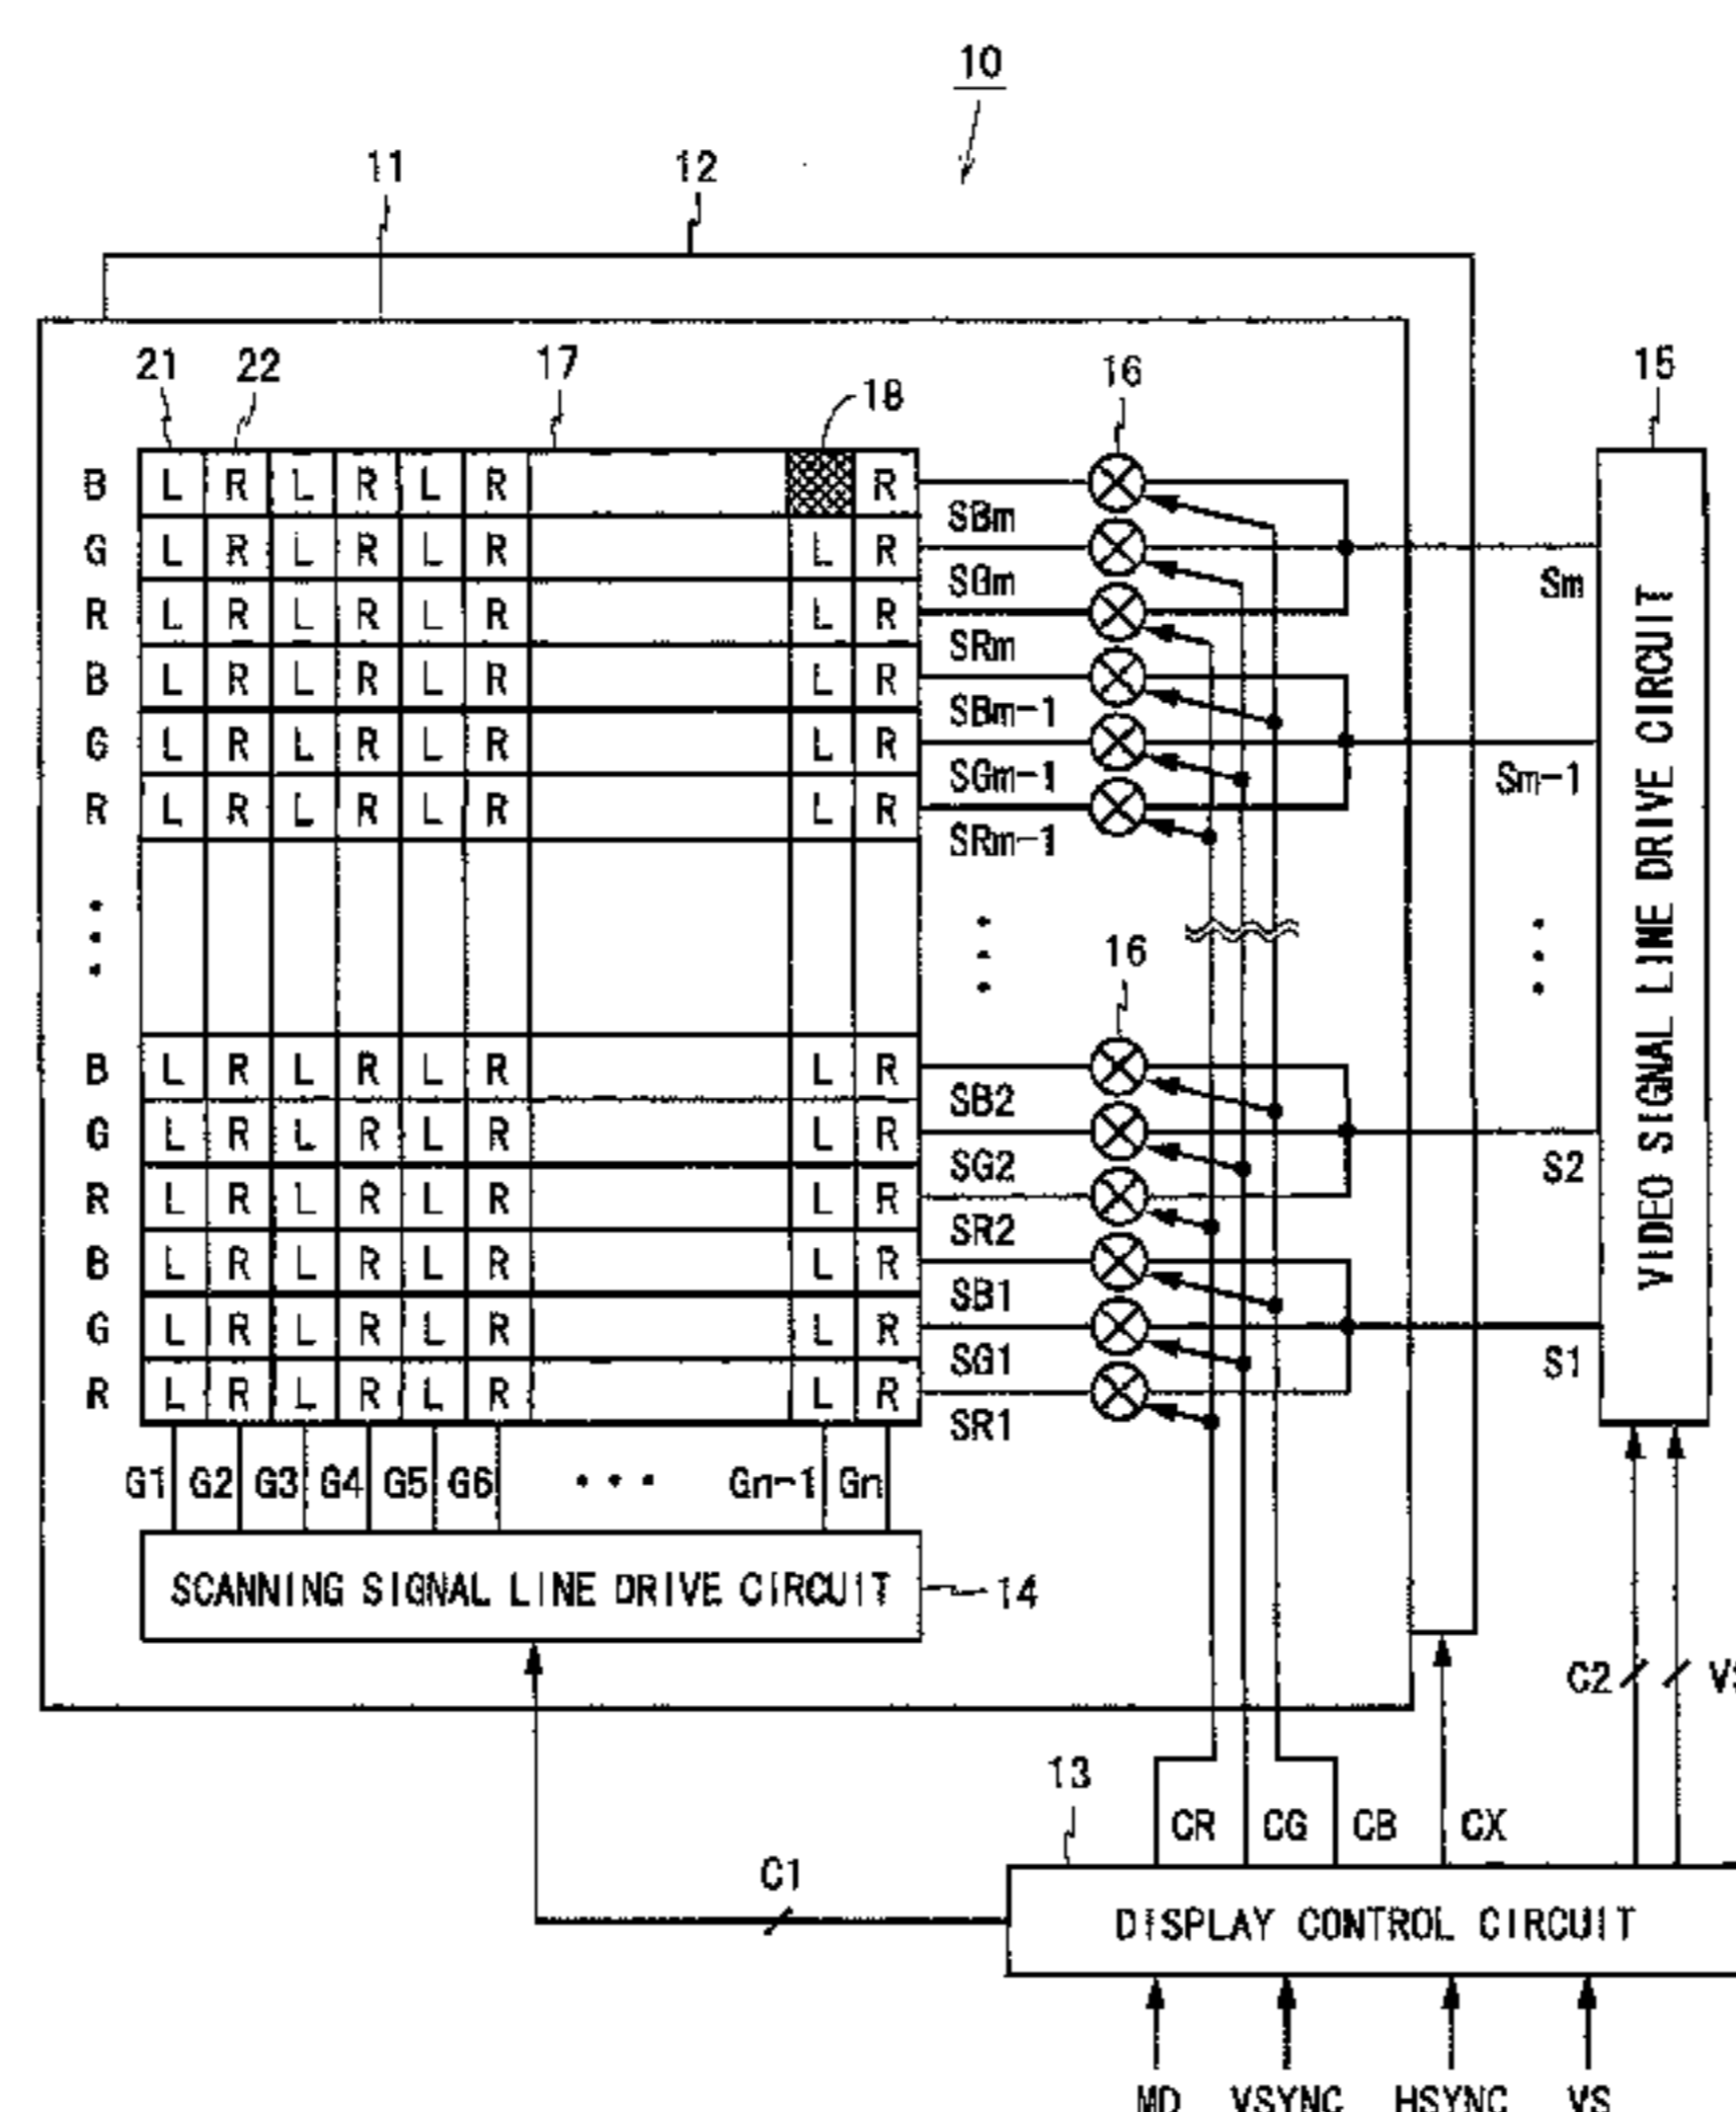 10
11 12
21 22 17 18 16 15
B L R L R L R R
SBm
G L R L R L R L R
SGm Sm
R L R L R L R L R
SRm
B L R L R L R L R
SBm-1
G L R L R L R L R
SGm-1 Sm-1
R L R L R L R L R
SRm-1
VIDEO SIGNAL LINE DRIVE CIRCUIT
16
B L R L R L R L R
SB2
G L R L R L R L R
SG2 S2
R L R L R L R L R
SR2
B L R L R L R L R
SB1
G L R L R L R L R
SG1 S1
R L R L R L R L R
SR1
G1 G2 G3 G4 G5 G6 ... Gn-1 Gn
SCANNING SIGNAL LINE DRIVE CIRCUIT 14
C2
13 CR CG CB CX
C1
DISPLAY CONTROL CIRCUIT
MD VSYNC HSYNC VS